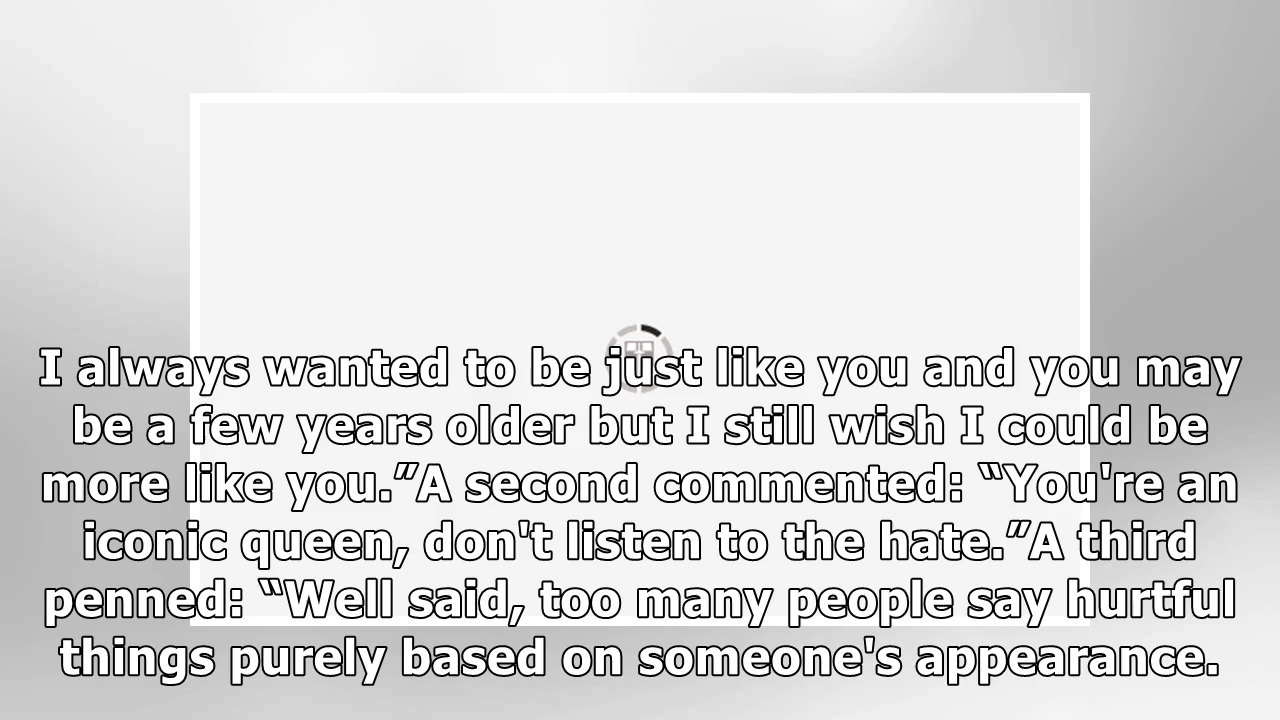 I always wanted to be just like you and you may
be a few years older but I still wish I could be
more like you.”A second commented: “You're an
iconic queen, don't listen to the hate.”A third
penned: “Well said, too many people say hurtful
things purely based on someone's appearance.